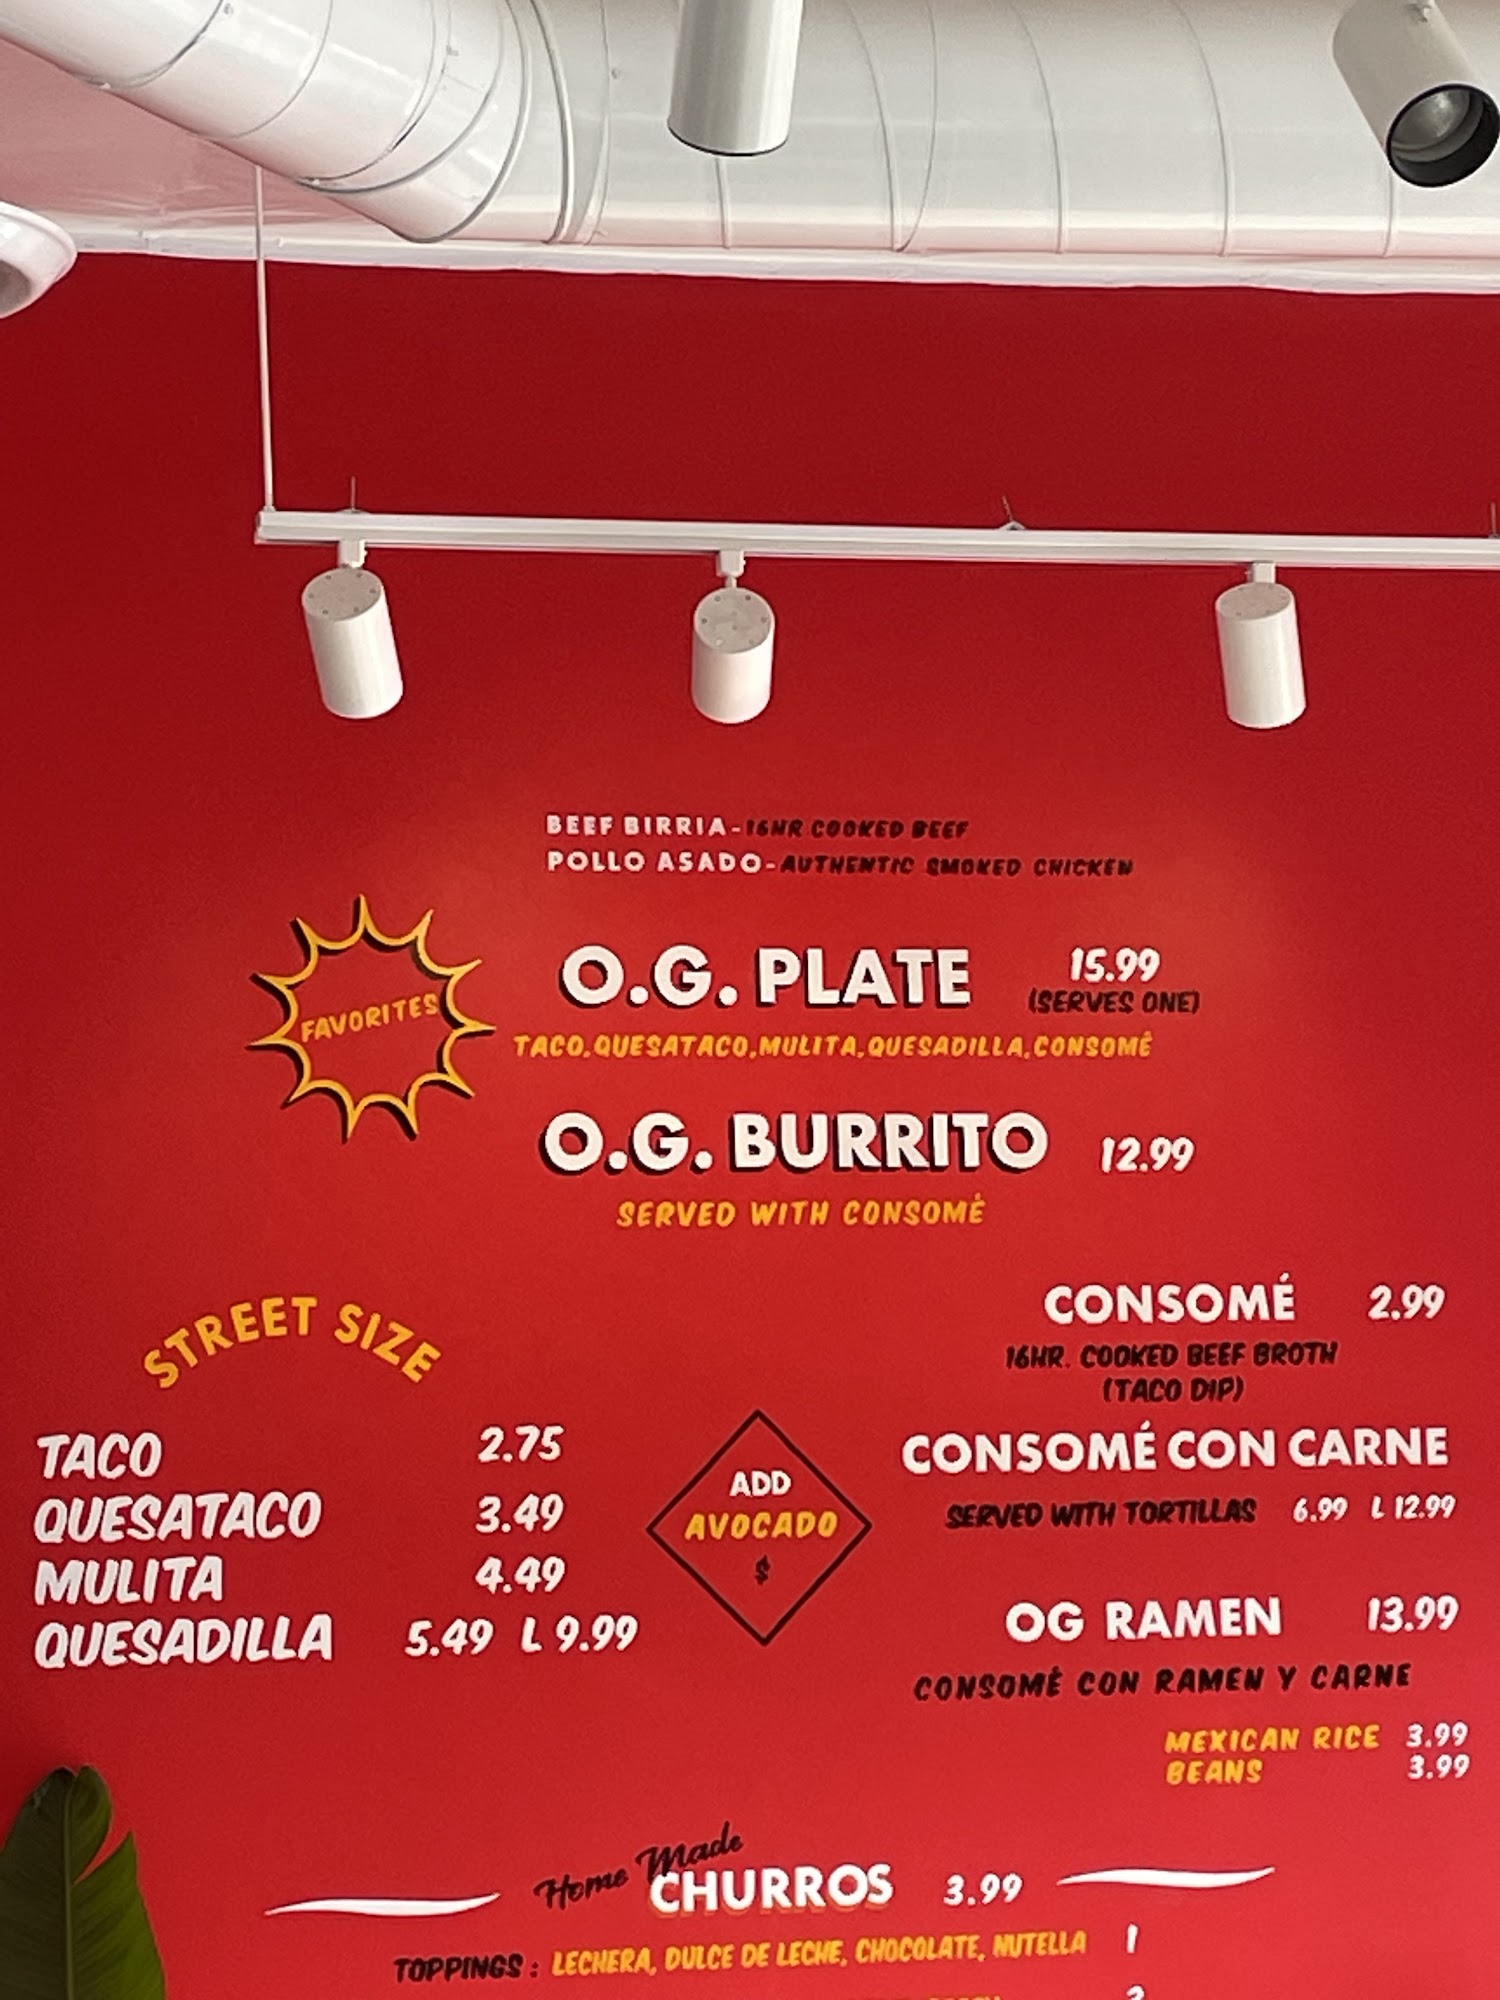 BEEF BIRRIA-16HR COOKED BEEF
POLLO ASADO-AUTHENTIC SMOKED CHICKEN
FAVORITES
O.G. PLATE 15.99
(SERVES ONE)
TACO,QUESATACO,MULITA,QUESADILLA,CONSOMÉ
O.G. BURRITO 12.99
SERVED WITH CONSOMÉ
STREET SIZE
TACO 2.75
QUESATACO 3.49
MULITA 4.49
QUESADILLA 5.49 L 9.99
ADD
AVOCADO
$
CONSOMÉ 2.99
16HR. COOKED BEEF BROTH
(TACO DIP)
CONSOMÉ CON CARNE
SERVED WITH TORTILLAS 6.99 L 12.99
OG RAMEN 13.99
CONSOMÉ CON RAMEN Y CARNE
MEXICAN RICE 3.99
BEANS 3.99
Home Made
CHURROS 3.99
TOPPINGS: LECHERA, DULCE DE LECHE, CHOCOLATE, NUTELLA 1